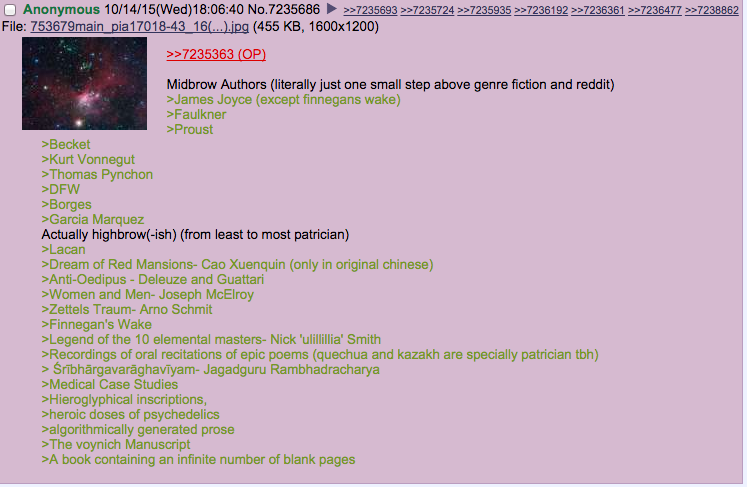 Anonymous 10/14/15(Wed)18:06:40 No.7235686 ▶ >>7235693 >>7235724 >>7235935 >>7236192 >>7236361 >>7236477 >>7238862
File: 753679main_pia17018-43_16(...).jpg (455 KB, 1600x1200)
>>7235363 (OP)
Midbrow Authors (literally just one small step above genre fiction and reddit)
>James Joyce (except finnegans wake)
>Faulkner
>Proust
>Becket
>Kurt Vonnegut
>Thomas Pynchon
>DFW
>Borges
>Garcia Marquez
Actually highbrow(-ish) (from least to most patrician)
>Lacan
>Dream of Red Mansions- Cao Xuenquin (only in original chinese)
>Anti-Oedipus - Deleuze and Guattari
>Women and Men- Joseph McElroy
>Zettels Traum- Arno Schmit
>Finnegan's Wake
>Legend of the 10 elemental masters- Nick 'ulillillia' Smith
>Recordings of oral recitations of epic poems (quechua and kazakh are specially patrician tbh)
> Śrībhārgavarāghavīyam- Jagadguru Rambhadracharya
>Medical Case Studies
>Hieroglyphical inscriptions,
>heroic doses of psychedelics
>algorithmically generated prose
>The voynich Manuscript
>A book containing an infinite number of blank pages